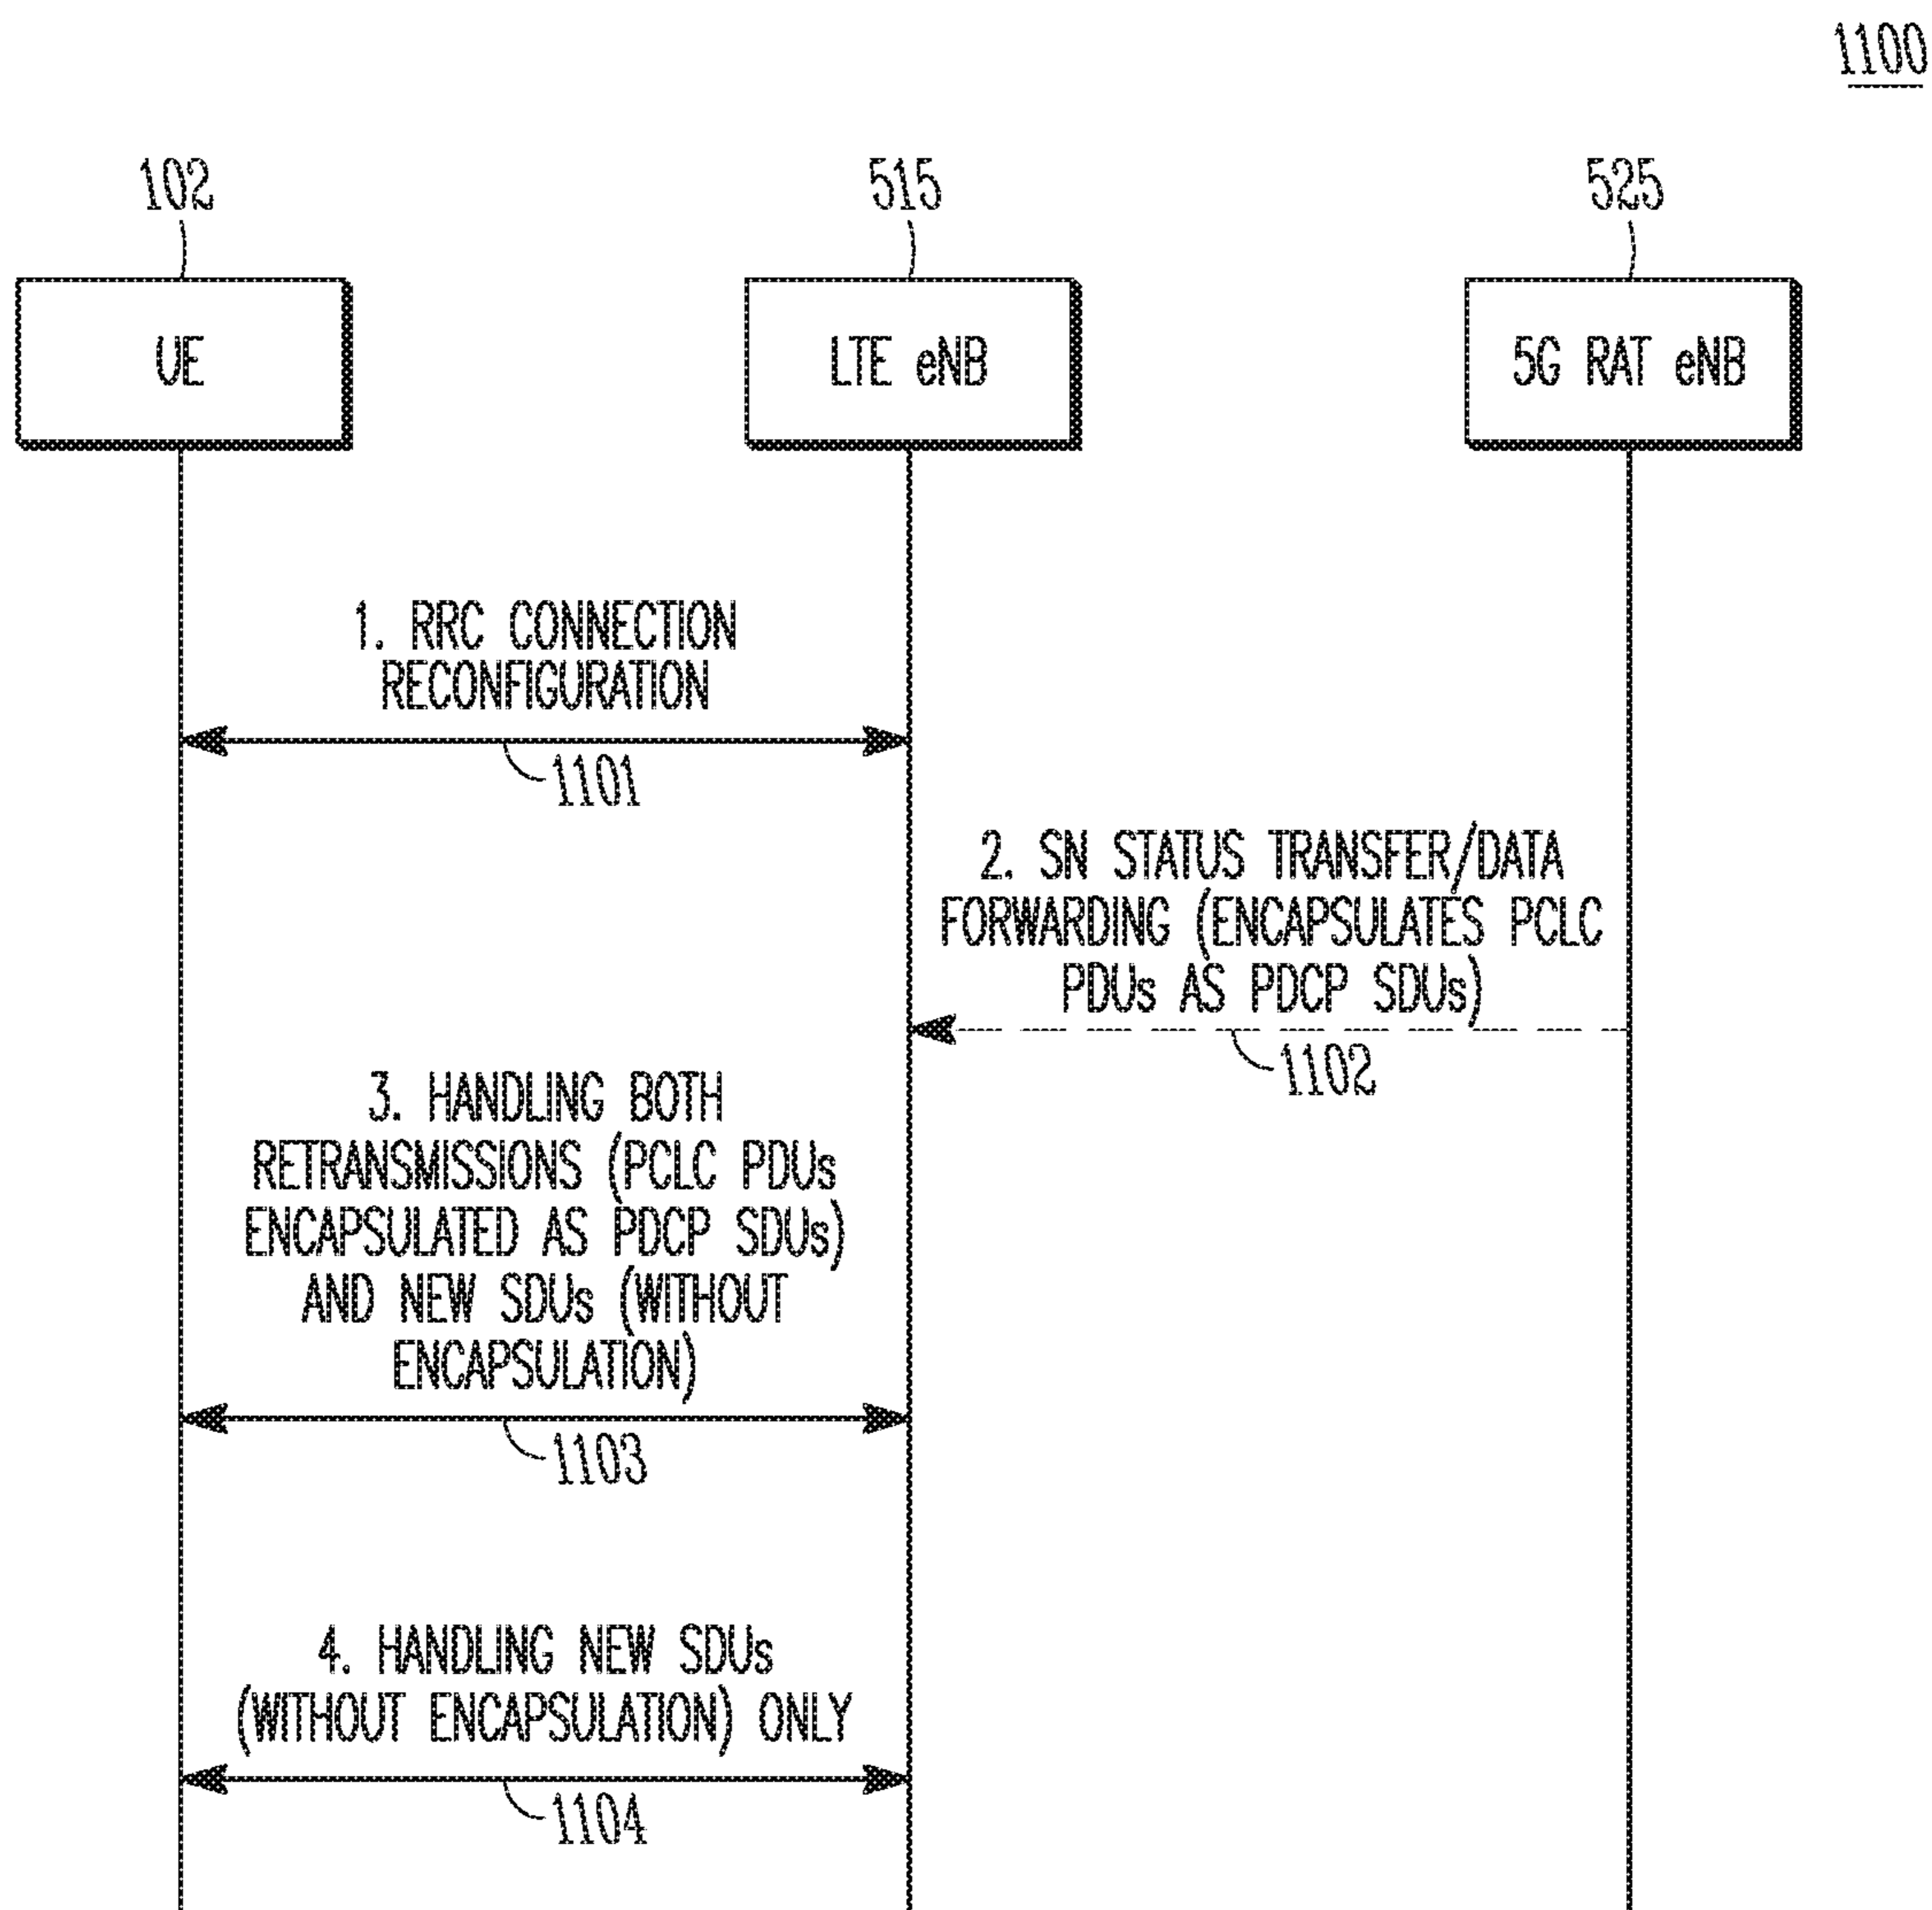 1100
102
515
525
UE
LTE eNB
5G RAT eNB
1. RRC CONNECTION
RECONFIGURATION
1101
2. SN STATUS TRANSFER/DATA
FORWARDING (ENCAPSULATES PCLC
PDUs AS PDCP SDUs)
1102
3. HANDLING BOTH
RETRANSMISSIONS (PCLC PDUs
ENCAPSULATED AS PDCP SDUs)
AND NEW SDUs (WITHOUT
ENCAPSULATION)
1103
4. HANDLING NEW SDUs
(WITHOUT ENCAPSULATION) ONLY
1104